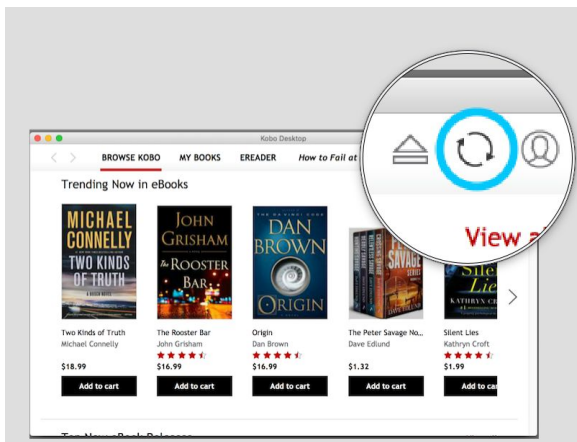 Kobo Desktop
BROWSE KOBO MY BOOKS EREADER How to Fail at
View a
Trending Now in eBooks
MICHAEL
CONNELLY
TWO KINDS
OF TRUTH
JOHN
GRISHAM
The ROOSTER
BAR
DAN
BROWN
ORIGIN
SAVAGE
SERIES
DAVE EDLUND
Silent
Lies
Two Kinds of Truth
Michael Connelly
$18.99
Add to cart
The Rooster Bar
John Grisham
$16.99
Add to cart
Origin
Dan Brown
$16.99
Add to cart
The Peter Savage No...
Dave Edlund
$1.32
Add to cart
Silent Lies
Kathryn Croft
$1.99
Add to car